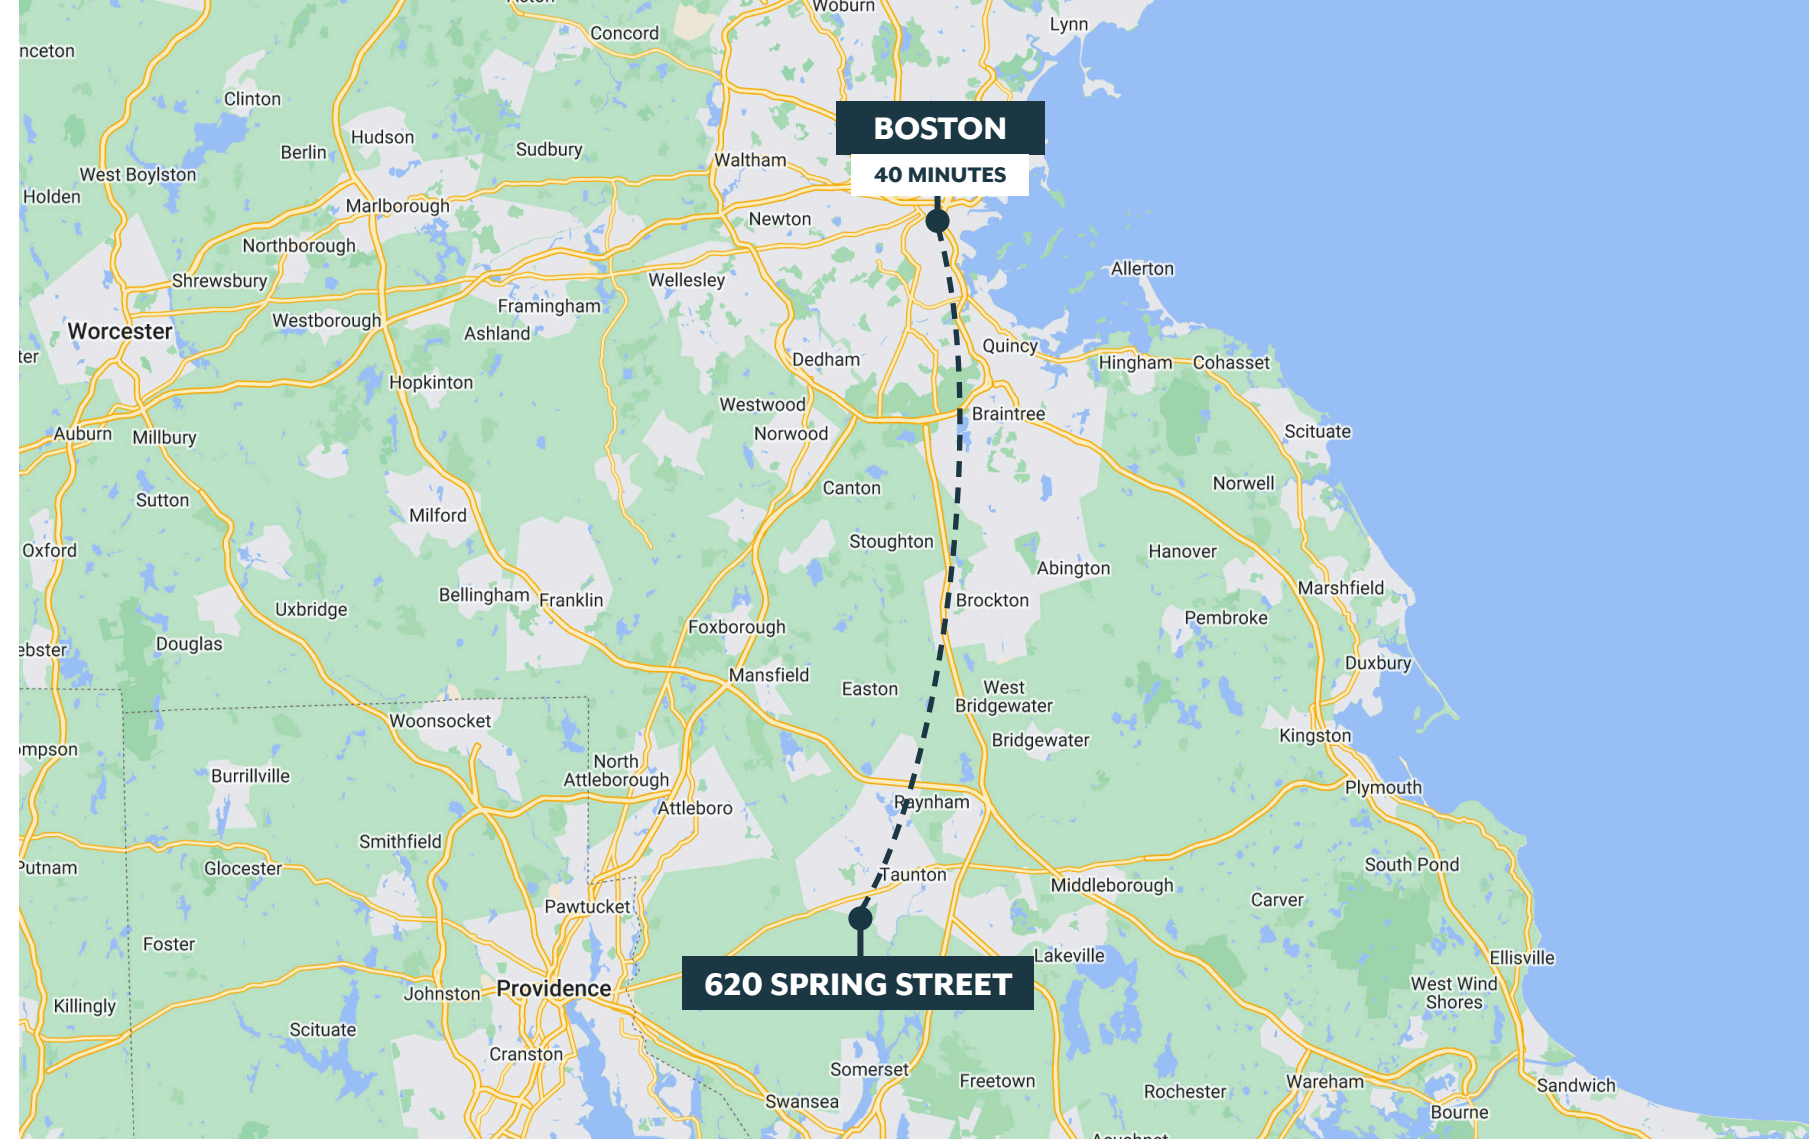 Acton
Woburn
Lynn
Concord
nceton
Clinton
BOSTON
Hudson
Berlin
Sudbury
Waltham
40 MINUTES
West Boylston
Holden
Marlborough
Newton
Northborough
Allerton
Shrewsbury
Wellesley
Framingham
Westborough
Worcester
Ashland
Quincy
ter
Dedham
Hingham
Cohasset
Hopkinton
Westwood
Braintree
Auburn
Millbury
Norwood
Scituate
Norwell
Canton
Sutton
Milford
Stoughton
Oxford
Hanover
Abington
Marshfield
Bellingham
Franklin
Brockton
Uxbridge
Pembroke
Foxborough
Douglas
ebster
Duxbury
Mansfield
Easton
West
Bridgewater
Woonsocket
Kingston
Bridgewater
ompson
North
Attleborough
Burrillville
Plymouth
Raynham
Attleboro
Smithfield
South Pond
Putnam
Glocester
Taunton
Middleborough
Carver
Pawtucket
Foster
Lakeville
Ellisville
620 SPRING STREET
West Wind
Shores
Providence
Johnston
Killingly
Scituate
Cranston
Somerset
Freetown
Wareham
Sandwich
Rochester
Swansea
Bourne
Acushnet